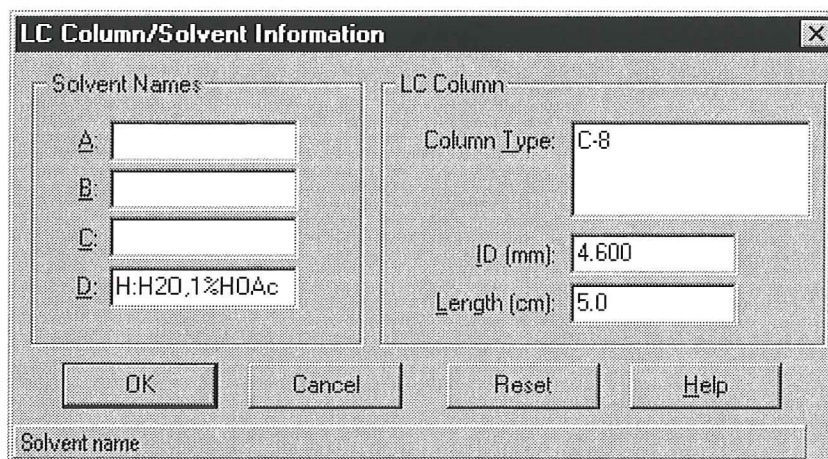 LC Column/Solvent Information
Solvent Names
A:
B:
C:
D: H:H2O,1%HOAc
LC Column
Column Type: C-8
ID (mm): 4.600
Length (cm): 5.0
OK Cancel Reset Help
Solvent name